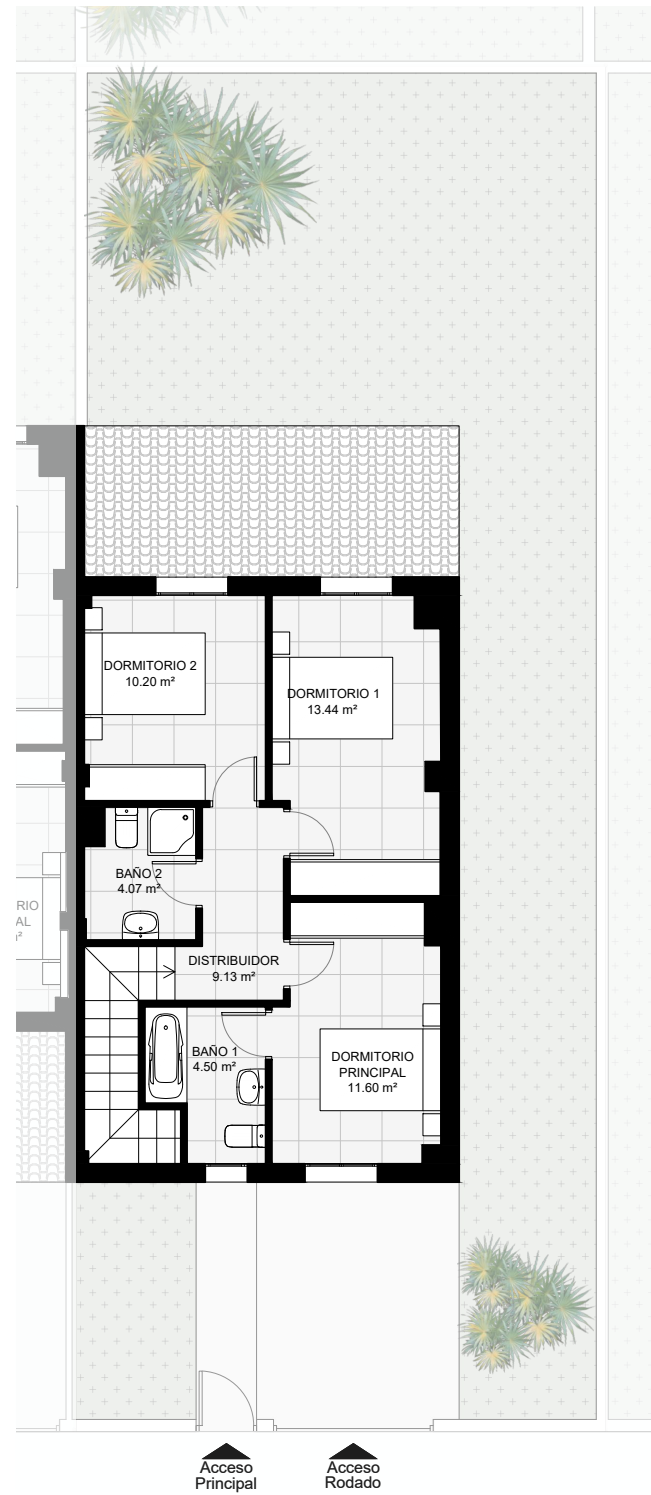 DORMITORIO 2
10.20 m²
DORMITORIO 1
13.44 m²
BAÑO 2
4.07 m²
RIO
AL
DISTRIBUIDOR
9.13 m²
BAÑO 1
4.50 m²
DORMITORIO
PRINCIPAL
11.60 m²
Acceso
Principal
Acceso
Rodado